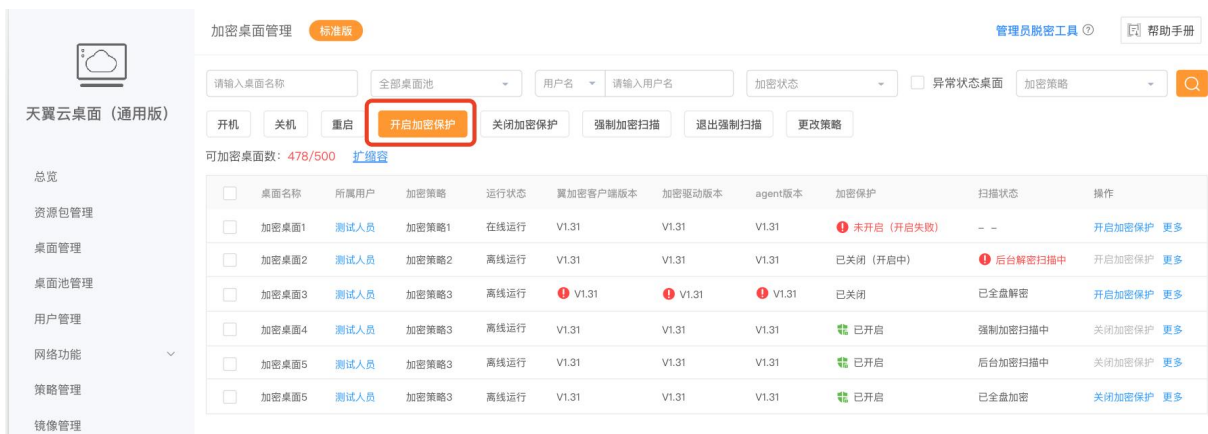 加密桌面管理 标准版 管理员脱密工具 ? 帮助手册
天翼云桌面（通用版）
总览
资源包管理
桌面管理
桌面池管理
用户管理
网络功能
策略管理
镜像管理
请输入桌面名称 全部桌面池 用户名 请输入用户名 加密状态 异常状态桌面 加密策略
开机 关机 重启 开启加密保护 关闭加密保护 强制加密扫描 退出强制扫描 更改策略
可加密桌面数：478/500 扩缩容
桌面名称 所属用户 加密策略 运行状态 翼加密客户端版本 加密驱动版本 agent版本 加密保护 扫描状态 操作
加密桌面1 测试人员 加密策略1 在线运行 V1.31 V1.31 V1.31 未开启（开启失败） – – 开启加密保护 更多
加密桌面2 测试人员 加密策略2 离线运行 V1.31 V1.31 V1.31 已关闭（开启中） 后台解密扫描中 开启加密保护 更多
加密桌面3 测试人员 加密策略3 离线运行 V1.31 V1.31 V1.31 已关闭 已全盘解密 开启加密保护 更多
加密桌面4 测试人员 加密策略3 离线运行 V1.31 V1.31 V1.31 已开启 强制加密扫描中 关闭加密保护 更多
加密桌面5 测试人员 加密策略3 离线运行 V1.31 V1.31 V1.31 已开启 后台加密扫描中 关闭加密保护 更多
加密桌面5 测试人员 加密策略3 离线运行 V1.31 V1.31 V1.31 已开启 已全盘加密 关闭加密保护 更多